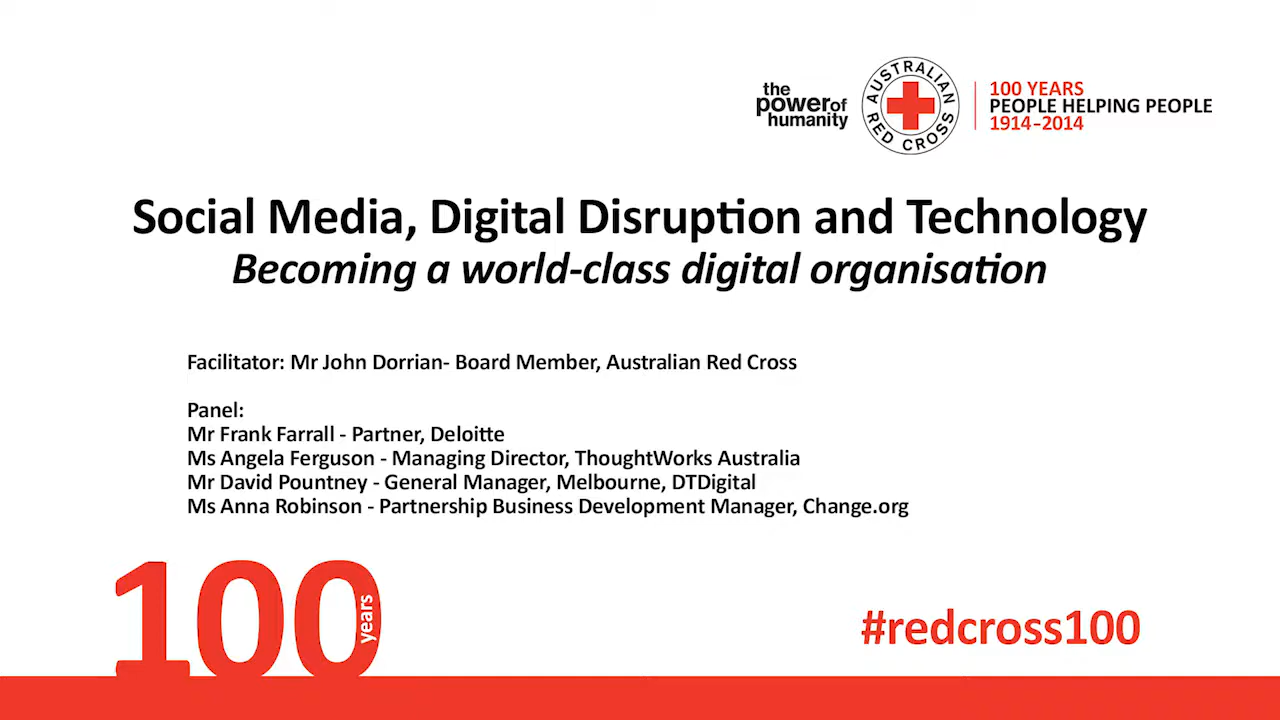 the
power of
humanity
AUSTRALIAN
RED CROSS
100 YEARS
PEOPLE HELPING PEOPLE
1914-2014
Social Media, Digital Disruption and Technology
Becoming a world-class digital organisation
Facilitator: Mr John Dorrian- Board Member, Australian Red Cross
Panel:
Mr Frank Farrall - Partner, Deloitte
Ms Angela Ferguson - Managing Director, ThoughtWorks Australia
Mr David Pountney - General Manager, Melbourne, DTDigital
Ms Anna Robinson - Partnership Business Development Manager, Change.org
100 years
#redcross100